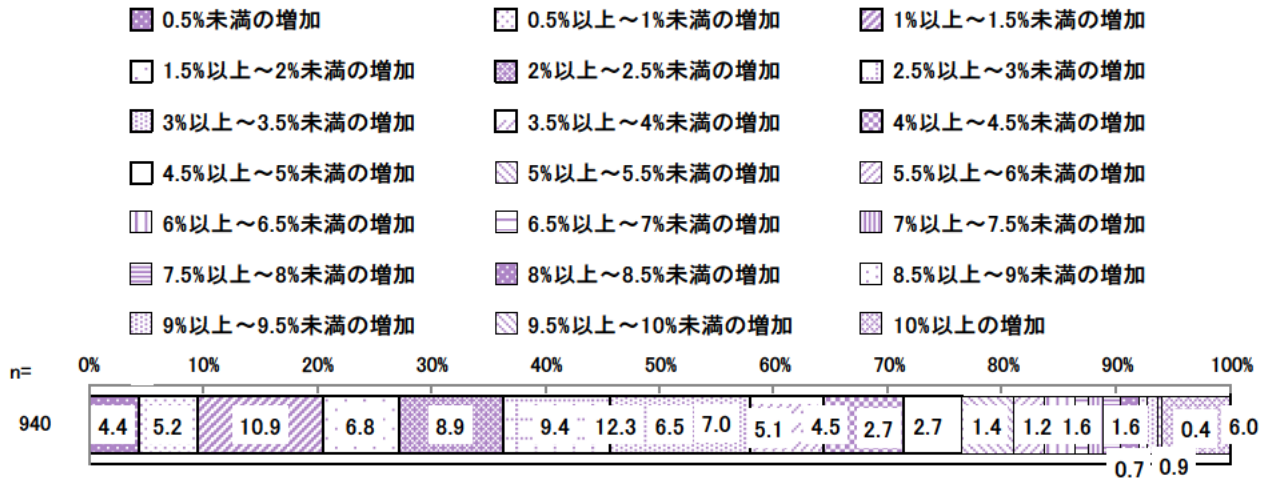 0.5%未満の増加 0.5%以上～1%未満の増加 1%以上～1.5%未満の増加
1.5%以上～2%未満の増加 2%以上～2.5%未満の増加 2.5%以上～3%未満の増加
3%以上～3.5%未満の増加 3.5%以上～4%未満の増加 4%以上～4.5%未満の増加
4.5%以上～5%未満の増加 5%以上～5.5%未満の増加 5.5%以上～6%未満の増加
6%以上～6.5%未満の増加 6.5%以上～7%未満の増加 7%以上～7.5%未満の増加
7.5%以上～8%未満の増加 8%以上～8.5%未満の増加 8.5%以上～9%未満の増加
9%以上～9.5%未満の増加 9.5%以上～10%未満の増加 10%以上の増加
n= 0% 10% 20% 30% 40% 50% 60% 70% 80% 90% 100%
940 4.4 5.2 10.9 6.8 8.9 9.4 12.3 6.5 7.0 5.1 4.5 2.7 2.7 1.4 1.2 1.6 1.6 0.4 6.0
0.7 0.9